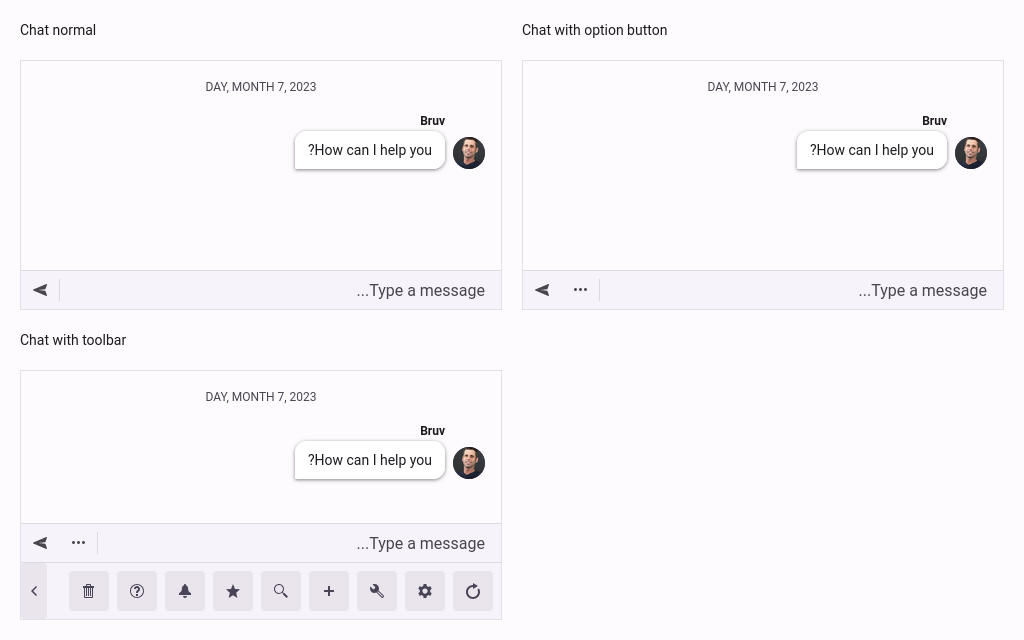 Chat normal
Chat with option button
DAY, MONTH 7, 2023
Bruv
?How can I help you
...Type a message
DAY, MONTH 7, 2023
Bruv
?How can I help you
...Type a message
Chat with toolbar
DAY, MONTH 7, 2023
Bruv
?How can I help you
...Type a message